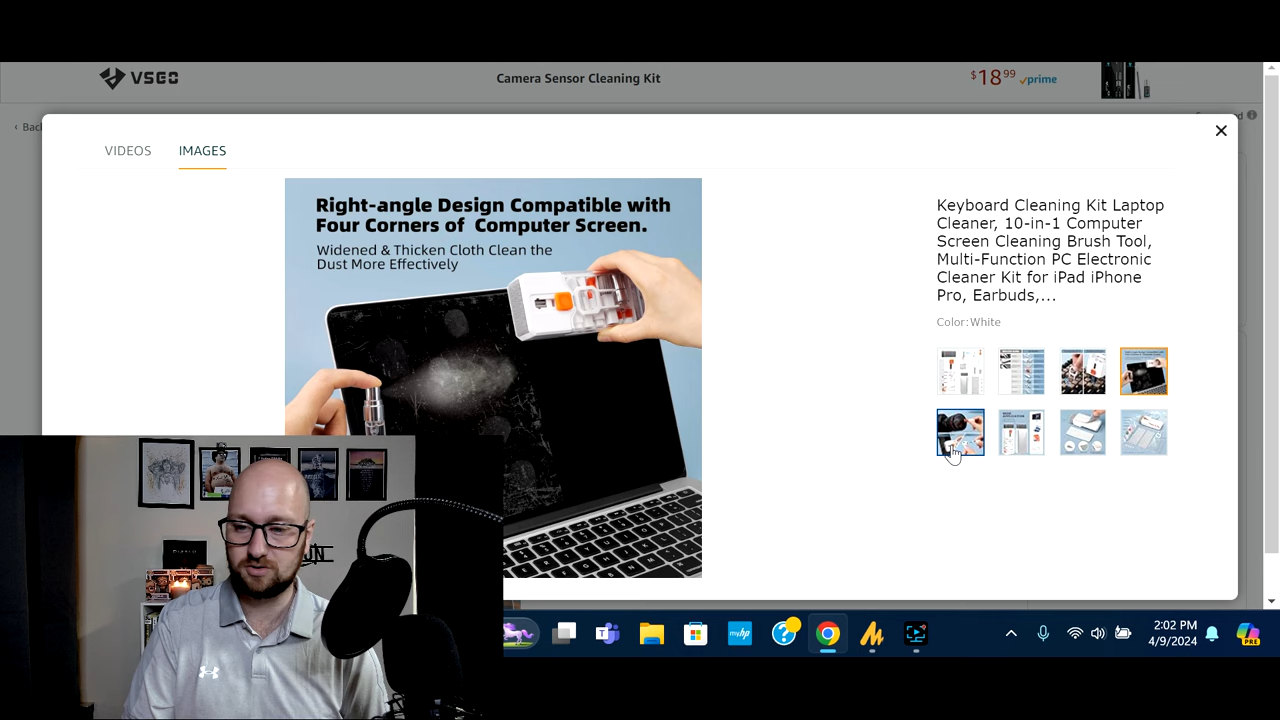 VSGO
Camera Sensor Cleaning Kit
$18.99 prime
‹ Back
VIDEOS
IMAGES
Right-angle Design Compatible with
Four Corners of Computer Screen.
Widened & Thicken Cloth Clean the
Dust More Effectively
Keyboard Cleaning Kit Laptop
Cleaner, 10-in-1 Computer
Screen Cleaning Brush Tool,
Multi-Function PC Electronic
Cleaner Kit for iPad iPhone
Pro, Earbuds,...
Color:White
myhp
2:02 PM
4/9/2024
PRE